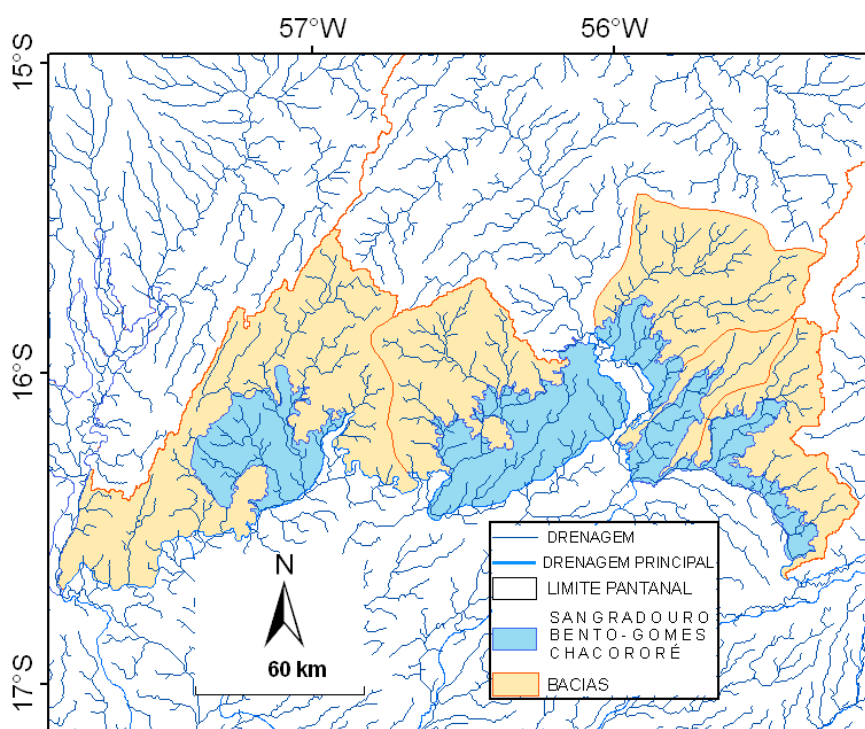 57°W 56°W
15°S
16°S
17°S
N
60 km
DRENAGEM
DRENAGEM PRINCIPAL
LIMITE PANTANAL
SANGRADOURO
BENTO-GOMES
CHACORORÉ
BACIAS